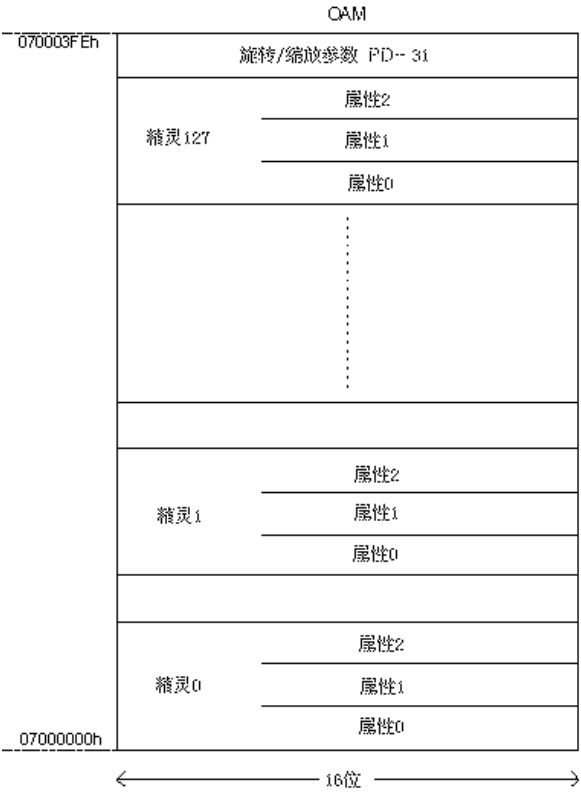 OAM
070003FEh
旋转/缩放参数 PD-- 31
属性2
精灵127
属性1
属性0
属性2
精灵1
属性1
属性0
属性2
精灵0
属性1
属性0
07000000h
16位